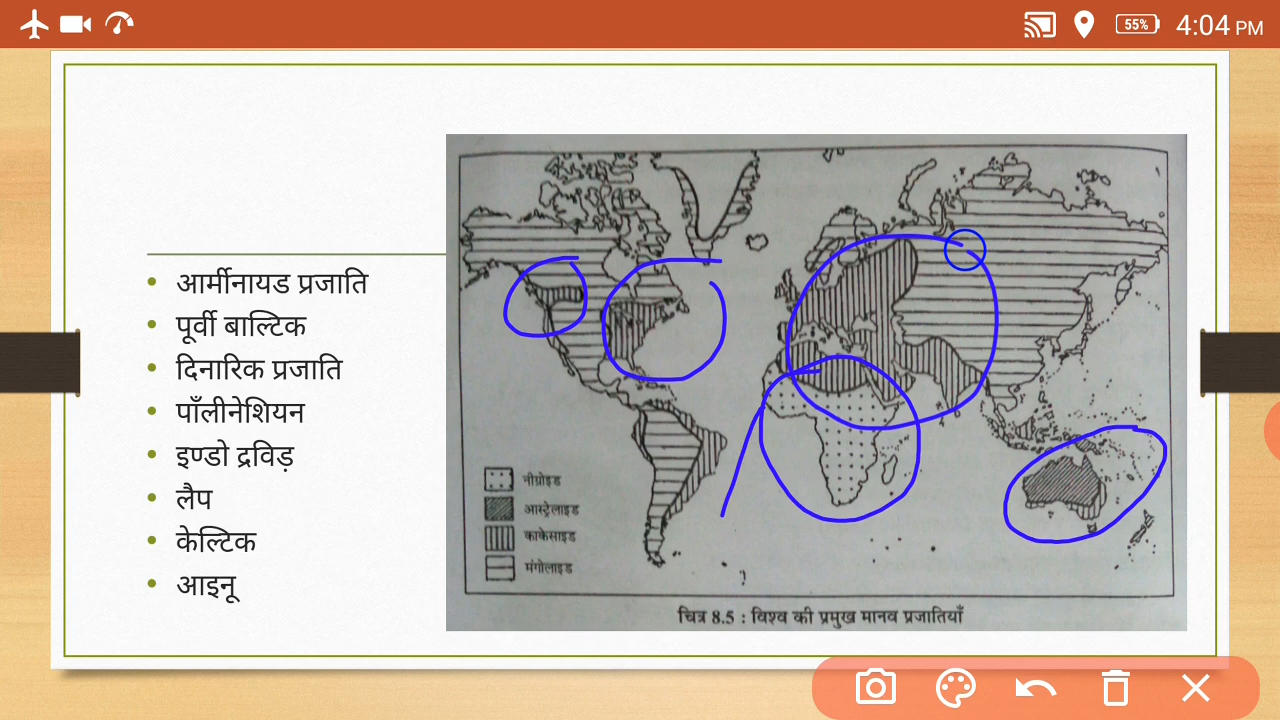 55%
4:04 PM
आर्मीनायड प्रजाति
पूर्वी बाल्टिक
दिनारिक प्रजाति
पॉंलीनेशियन
इण्डो द्रविड़
लैप
केल्टिक
आइनू
नीग्रोइड
आस्ट्रेलाइड
काकेसाइड
मंगोलाइड
चित्र 8.5 : विश्व की प्रमुख मानव प्रजातियाँ